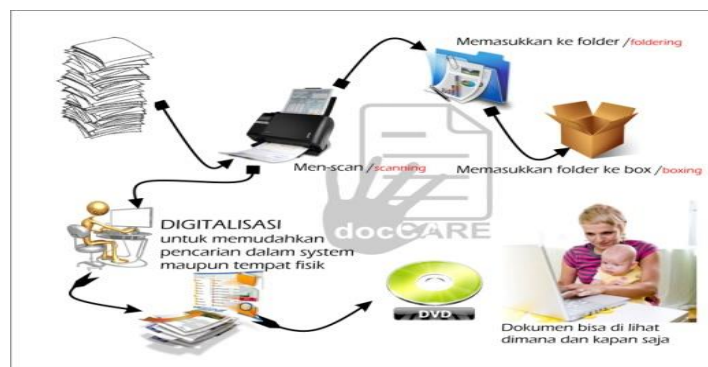 Memasukkan ke folder /foldering
Men-scan /scanning
Memasukkan folder ke box /boxing
docCARE
DIGITALISASI
untuk memudahkan
pencarian dalam system
maupun tempat fisik
DVD
Dokumen bisa di lihat
dimana dan kapan saja